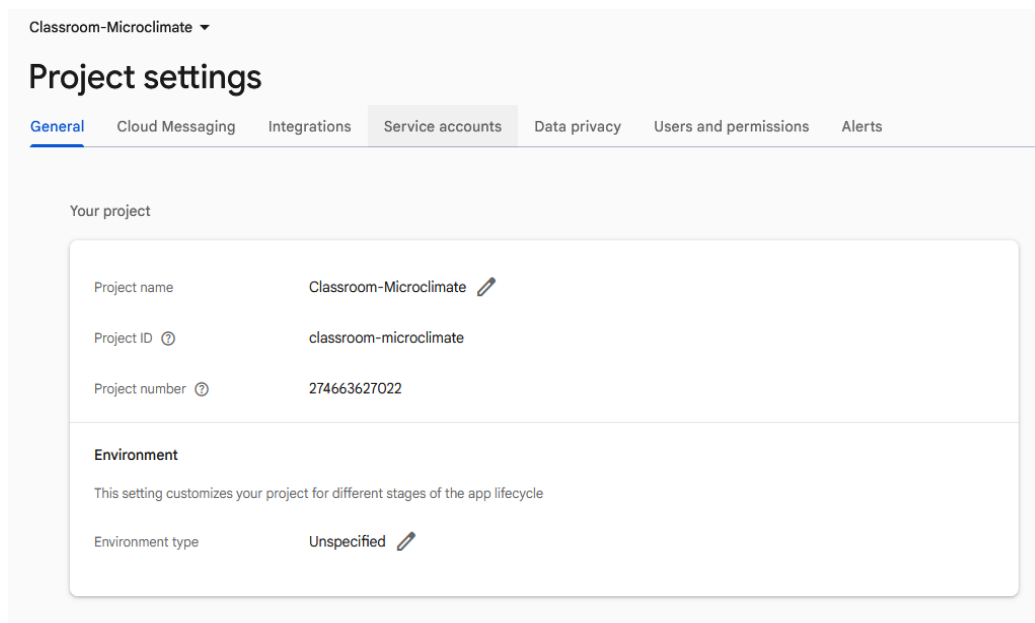 Classroom-Microclimate
Project settings
General Cloud Messaging Integrations Service accounts Data privacy Users and permissions Alerts
Your project
Project name Classroom-Microclimate
Project ID classroom-microclimate
Project number 274663627022
Environment
This setting customizes your project for different stages of the app lifecycle
Environment type Unspecified